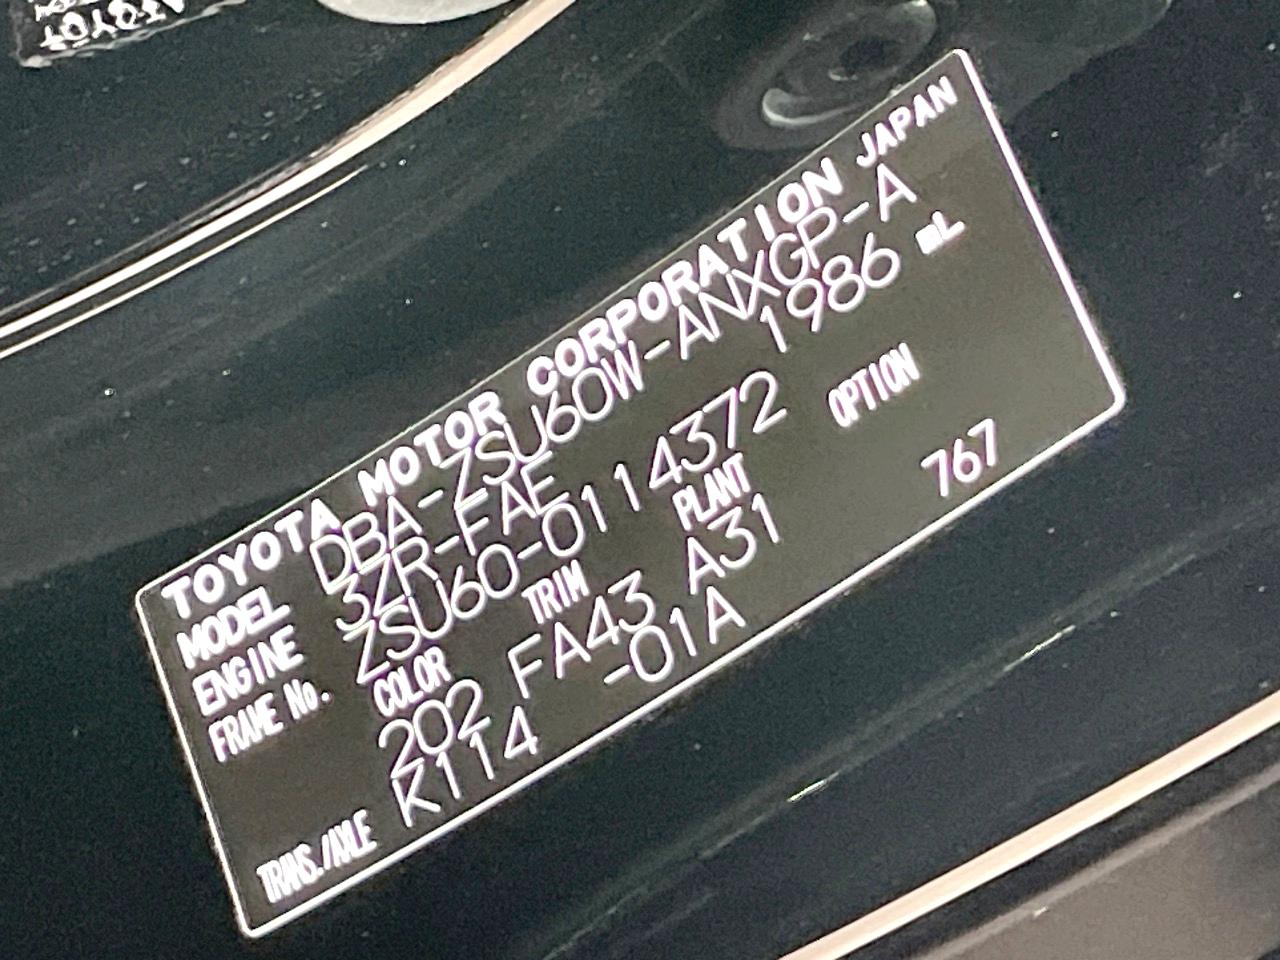 TOYOTA MOTOR CORPORATION JAPAN
MODEL DBA-ZSU60W-ANXGP-A
ENGINE 3ZR-FAE 1986 mL
FRAME No. ZSU60-0114372
COLOR TRIM PLANT OPTION
202 FA43 A31 767
TRANS./AXLE K114 -01A